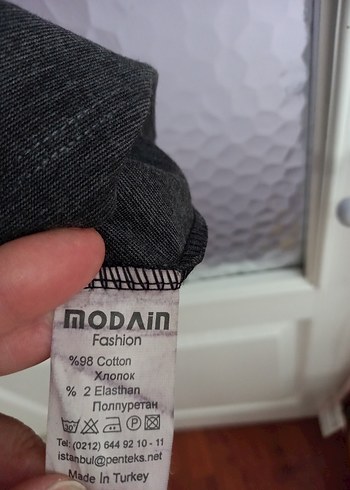 MODAIN
Fashion
%98 Cotton
Хлопок
% 2 Elasthan
Полпуретан
P
Tel: (0212) 644 92 10 - 11
istanbul@penteks.net
Made In Turkey